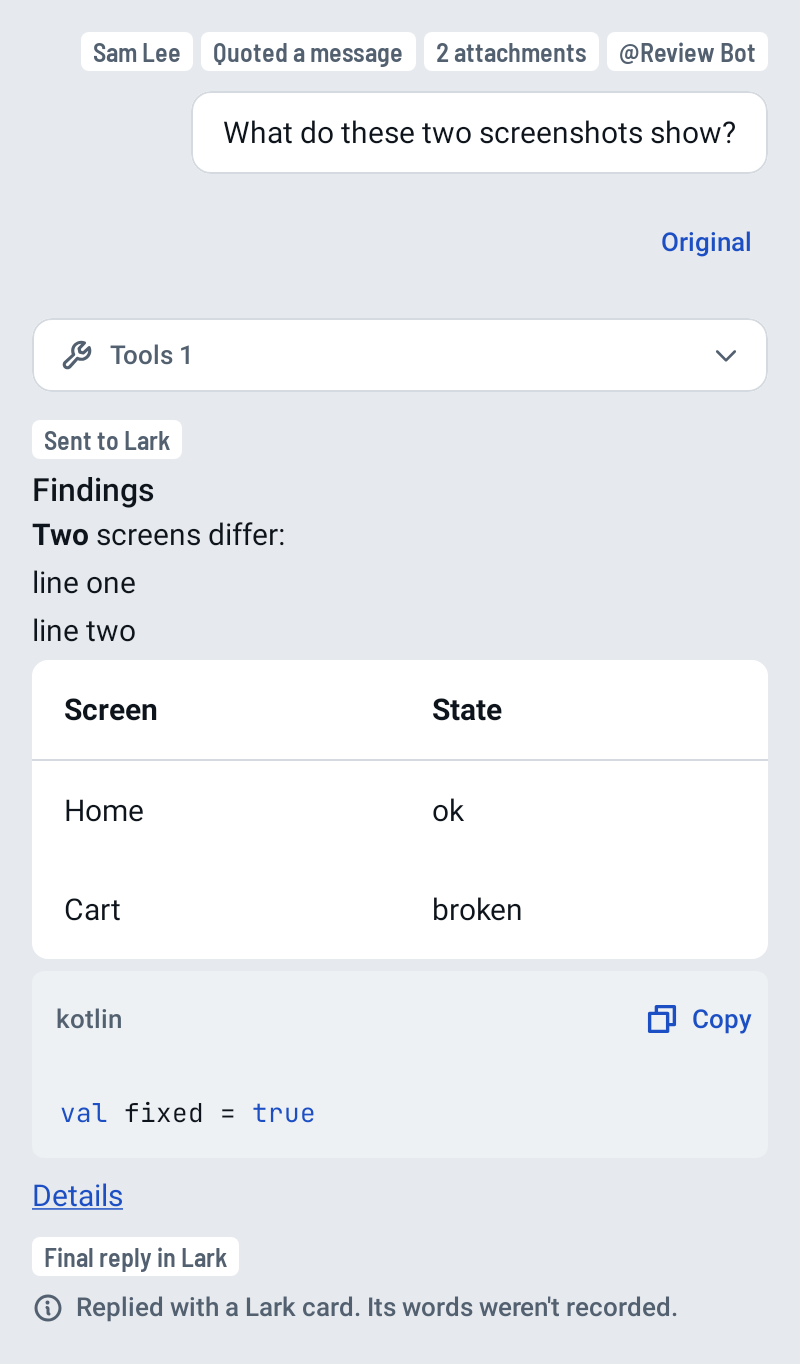 Sam Lee Quoted a message 2 attachments @Review Bot
What do these two screenshots show?
Original
Tools 1
Sent to Lark
Findings
Two screens differ:
line one
line two
Screen State
Home ok
Cart broken
kotlin Copy
val fixed = true
Details
Final reply in Lark
Replied with a Lark card. Its words weren't recorded.